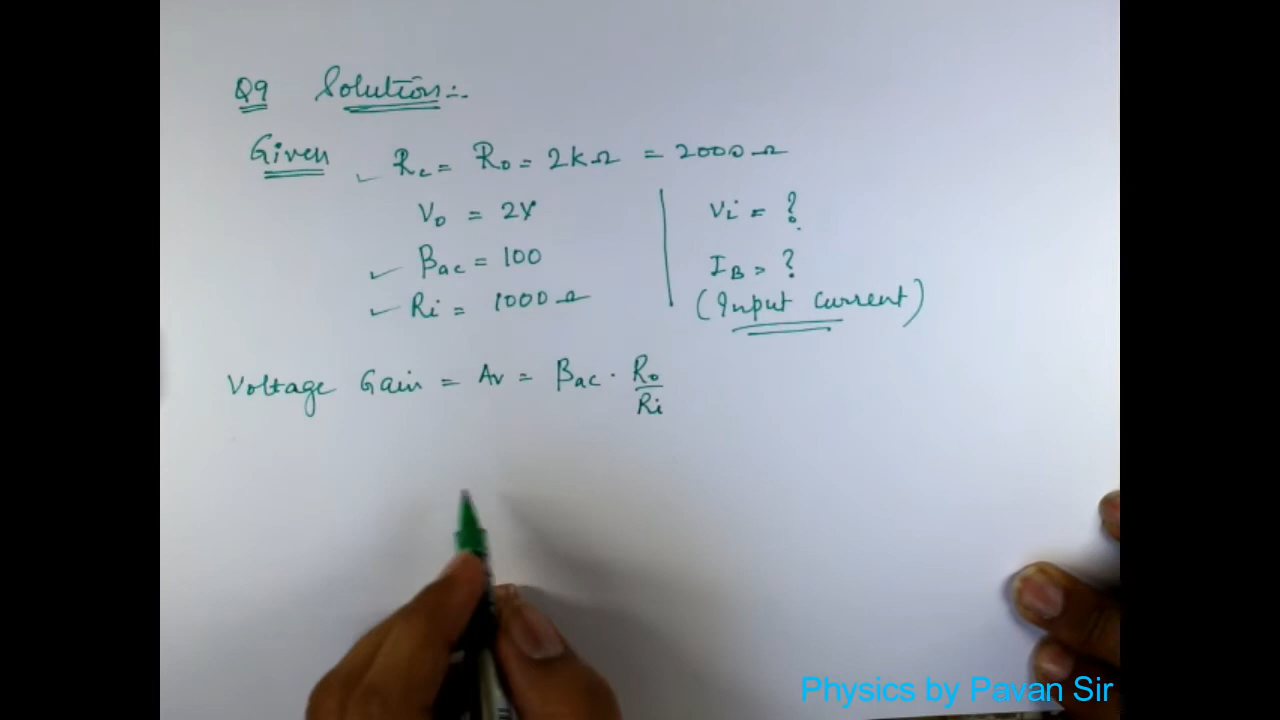 Q9 Solution:-
Given Rc = Ro = 2kΩ = 2000Ω
Vo = 2V
βac = 100
Ri = 1000Ω
Vi = ?
IB = ?
(Input current)
Voltage Gain = Av = βac · Ro/Ri
Physics by Pavan Sir